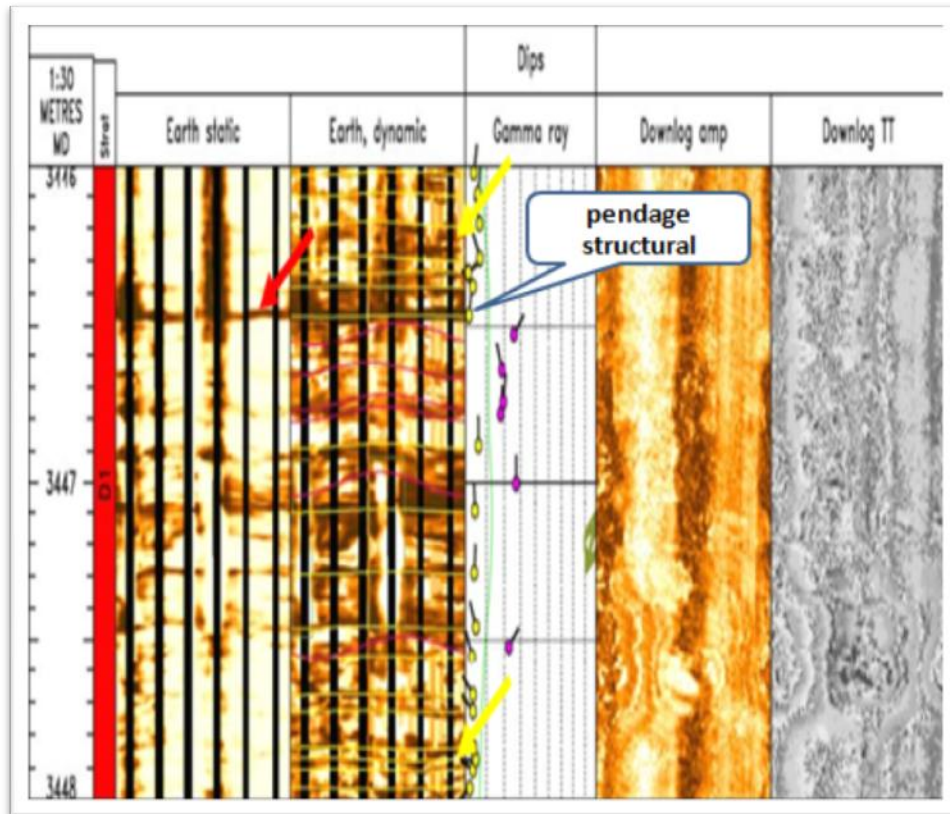 Dips
1:30
METRES
MD
Strat
Earth static
Earth, dynamic
Gamma ray
Downlog amp
Downlog TT
3446
pendage
structural
3447
D1
3448